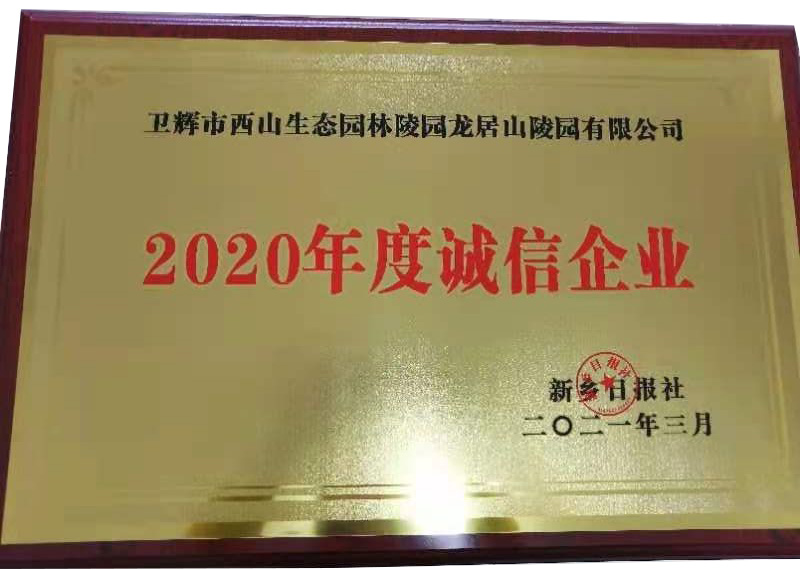 卫辉市西山生态园林陵园龙居山陵园有限公司
2020年度诚信企业
新乡日报社
二〇二一年三月